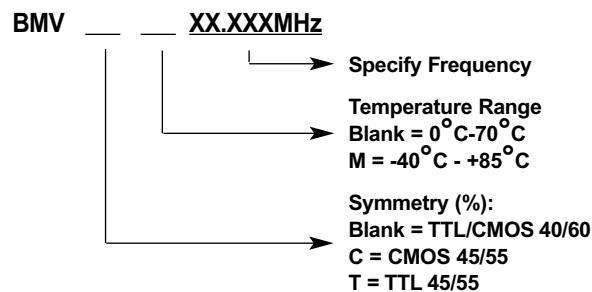 BMV __ __ XX.XXXMHz
Specify Frequency
Temperature Range
Blank = 0°C-70°C
M = -40°C - +85°C
Symmetry (%):
Blank = TTL/CMOS 40/60
C = CMOS 45/55
T = TTL 45/55